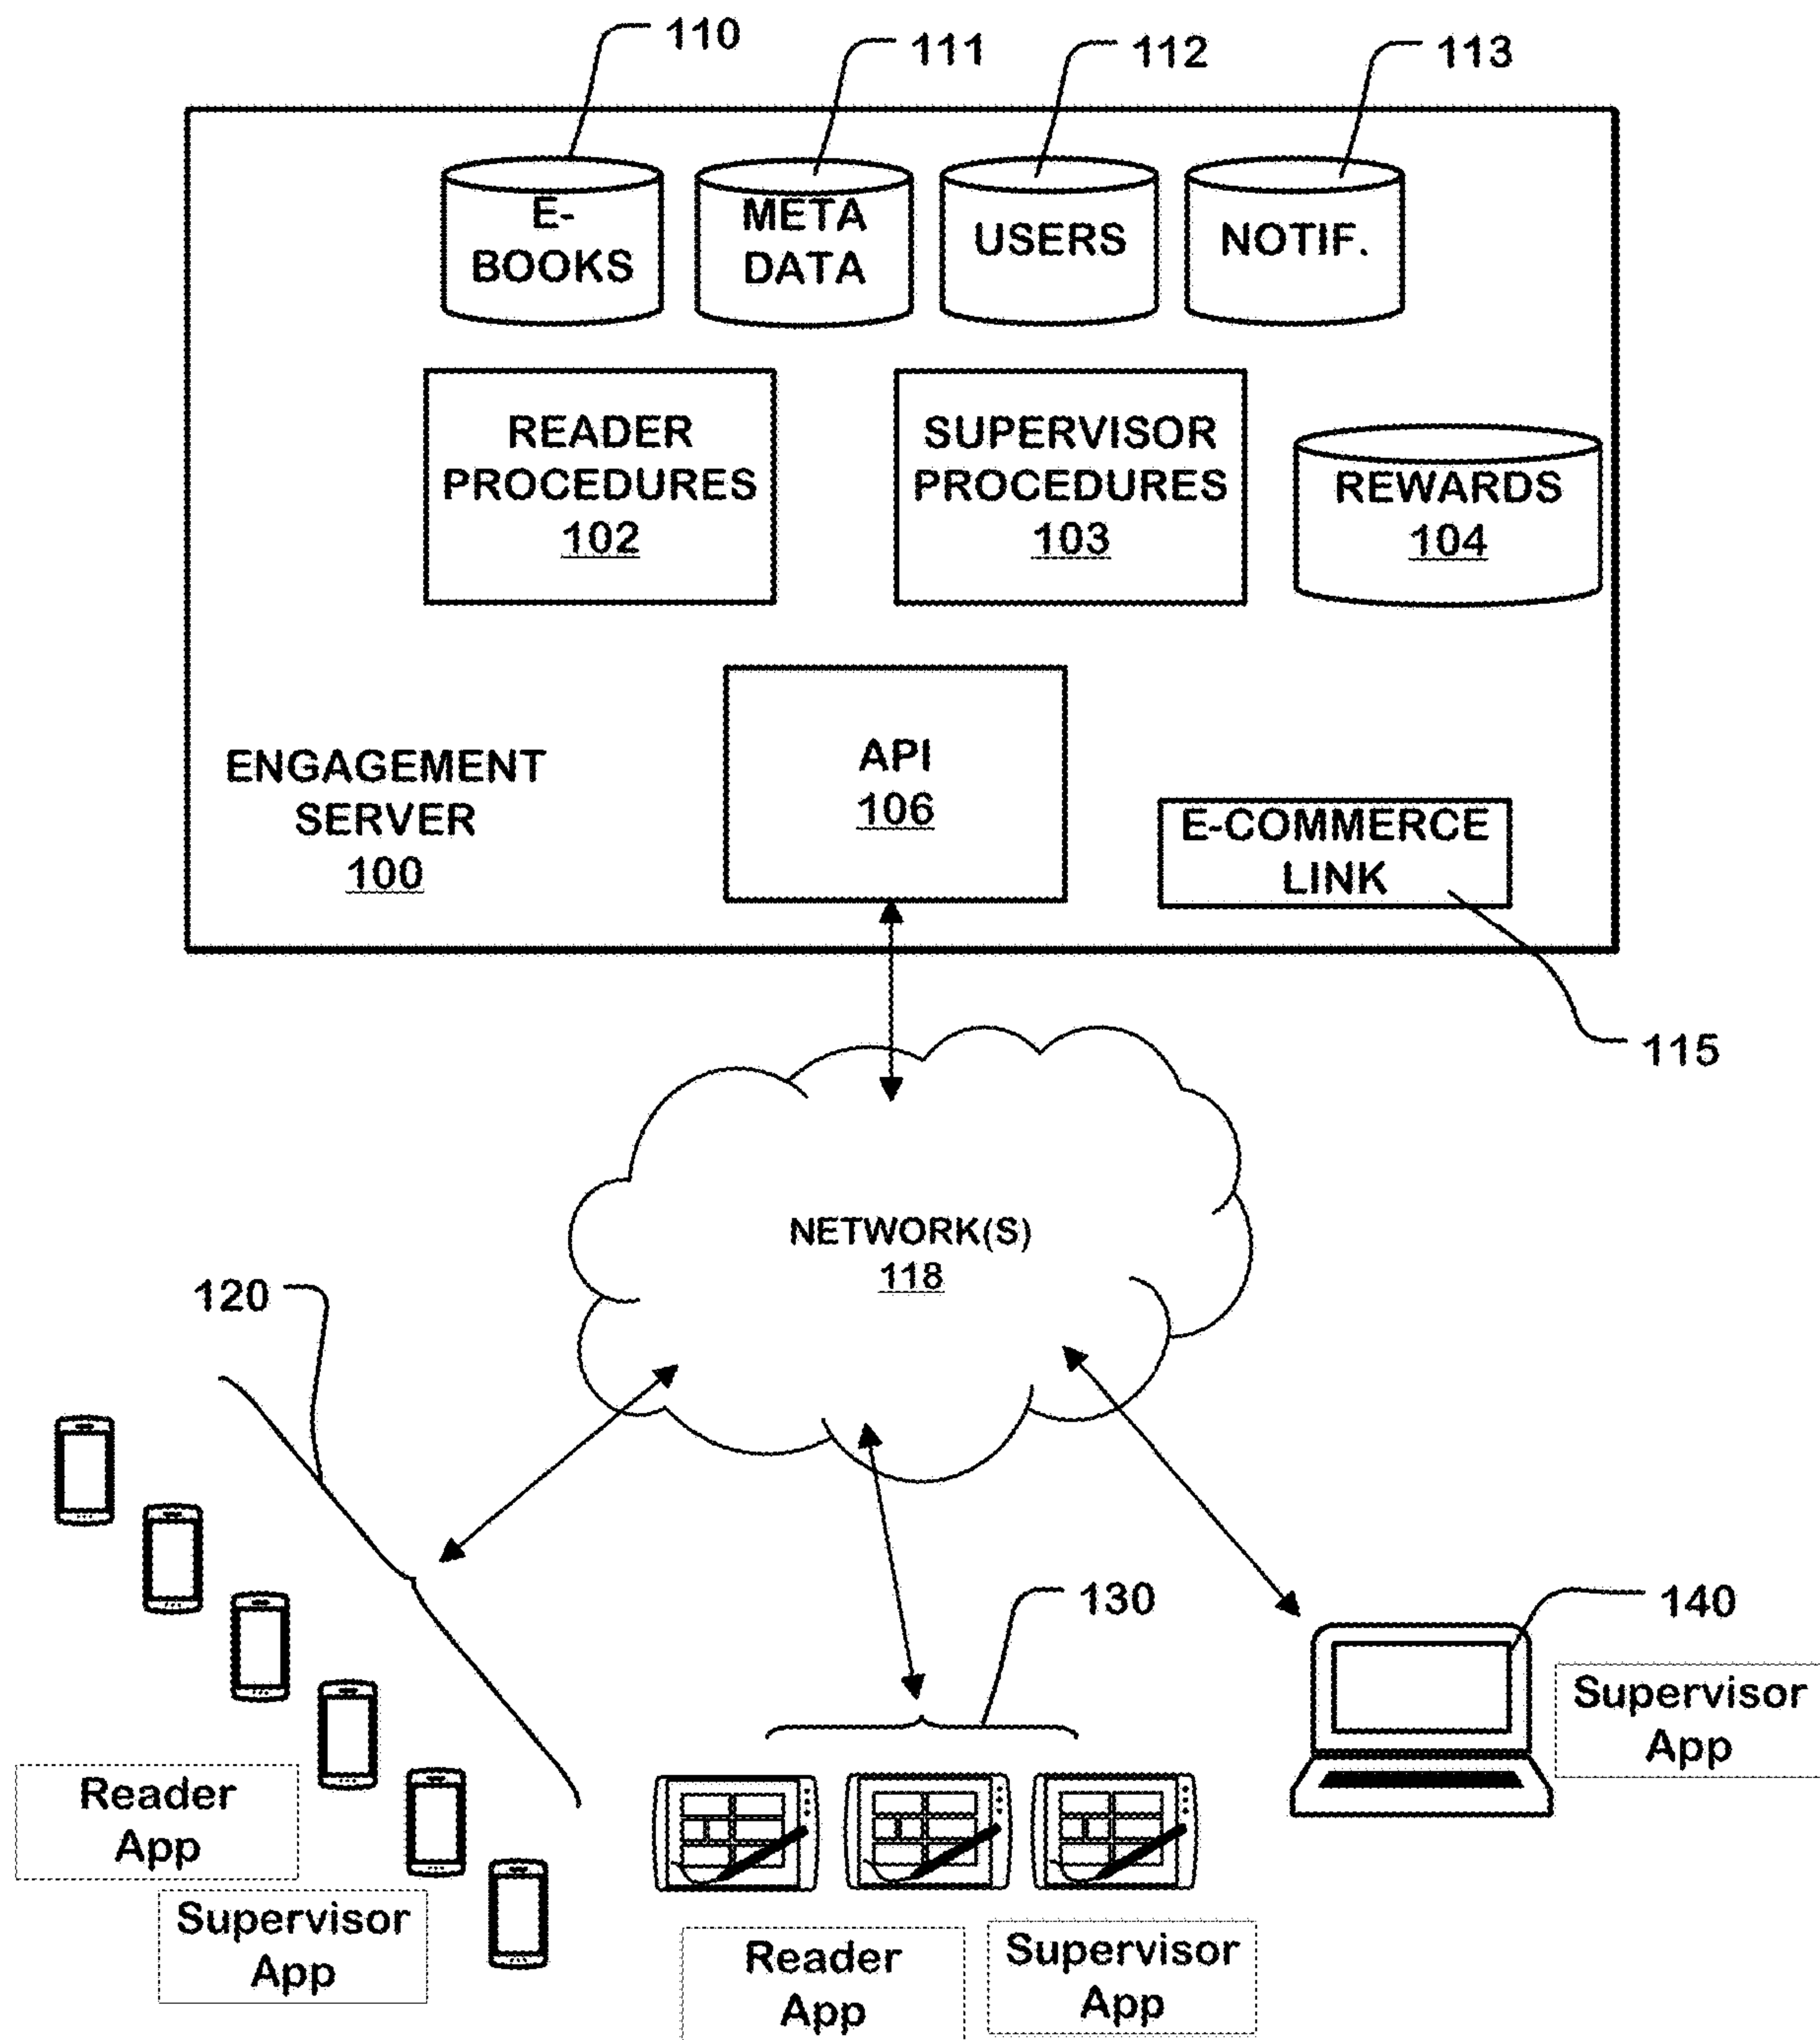 110
111
112
113
E-
BOOKS
META
DATA
USERS
NOTIF.
READER
PROCEDURES
102
SUPERVISOR
PROCEDURES
103
REWARDS
104
ENGAGEMENT
SERVER
100
API
106
E-COMMERCE
LINK
115
NETWORK(S)
118
120
130
140
Supervisor
App
Reader
App
Supervisor
App
Reader
App
Supervisor
App